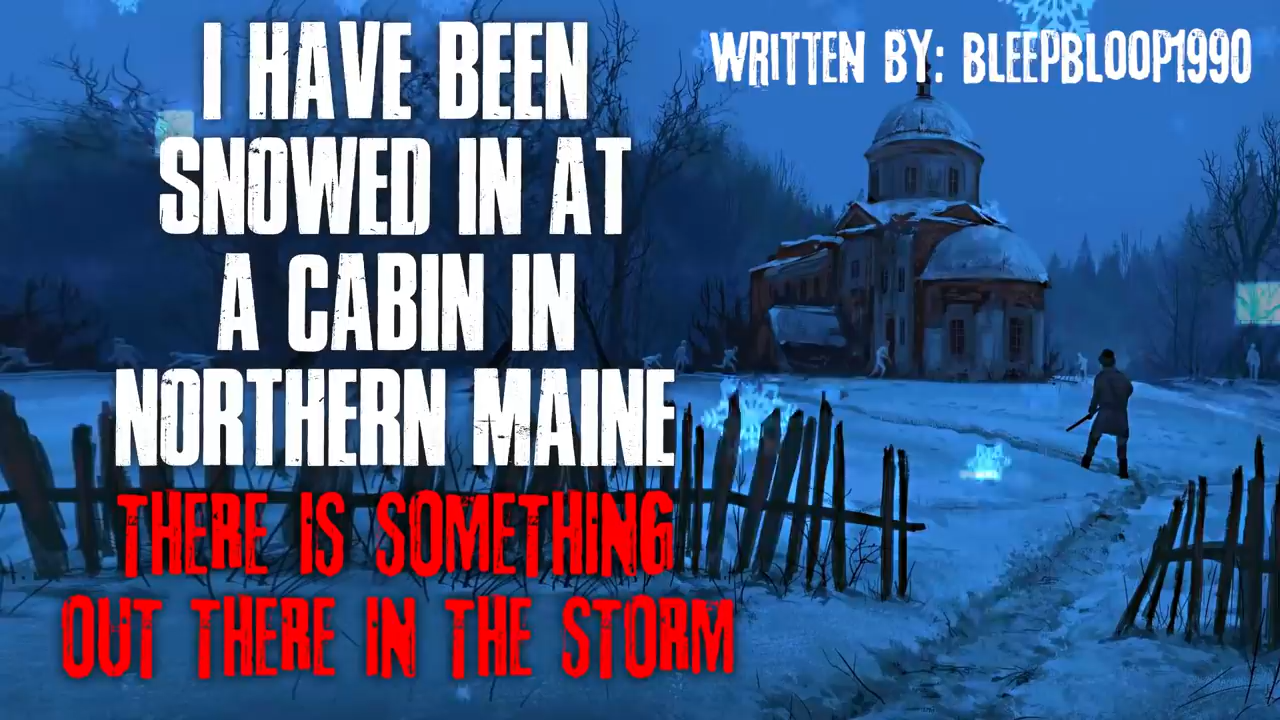 I HAVE BEEN
SNOWED IN AT
A CABIN IN
NORTHERN MAINE
THERE IS SOMETHING
OUT THERE IN THE STORM
WRITTEN BY: BLEEPBLOOP1990